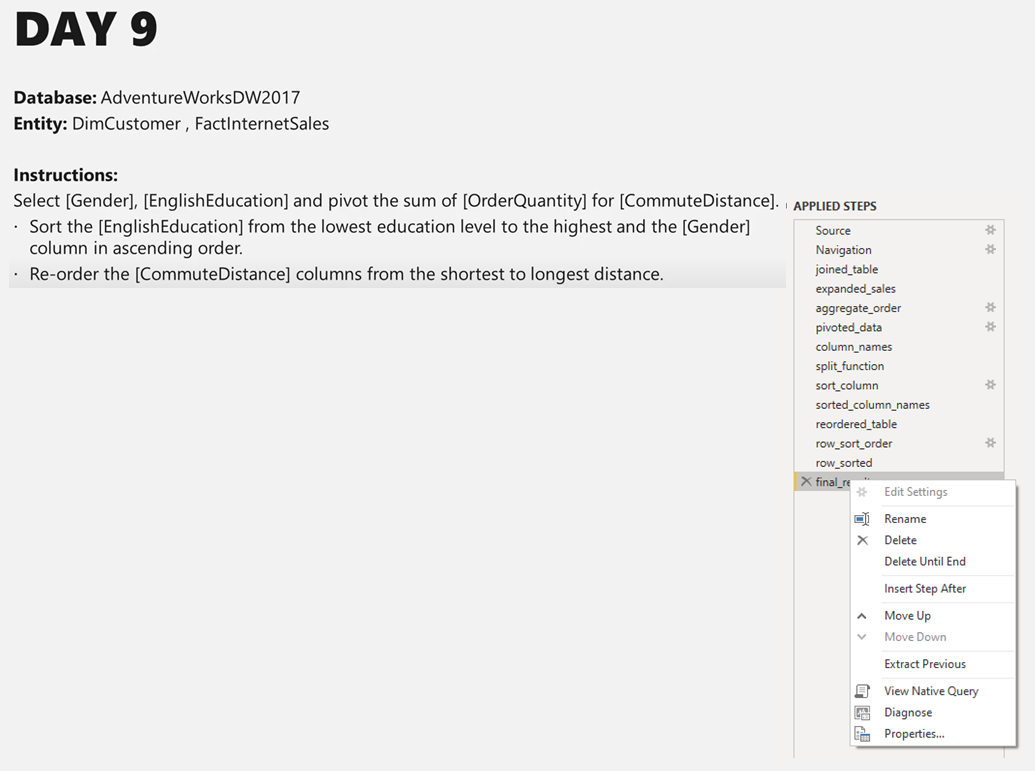 DAY 9
Database: AdventureWorksDW2017
Entity: DimCustomer , FactInternetSales
Instructions:
Select [Gender], [EnglishEducation] and pivot the sum of [OrderQuantity] for [CommuteDistance].
· Sort the [EnglishEducation] from the lowest education level to the highest and the [Gender]
column in ascending order.
· Re-order the [CommuteDistance] columns from the shortest to longest distance.
APPLIED STEPS
Source
Navigation
joined_table
expanded_sales
aggregate_order
pivoted_data
column_names
split_function
sort_column
sorted_column_names
reordered_table
row_sort_order
row_sorted
Edit Settings
Rename
Delete
Delete Until End
Insert Step After
Move Up
Move Down
Extract Previous
View Native Query
Diagnose
Properties...